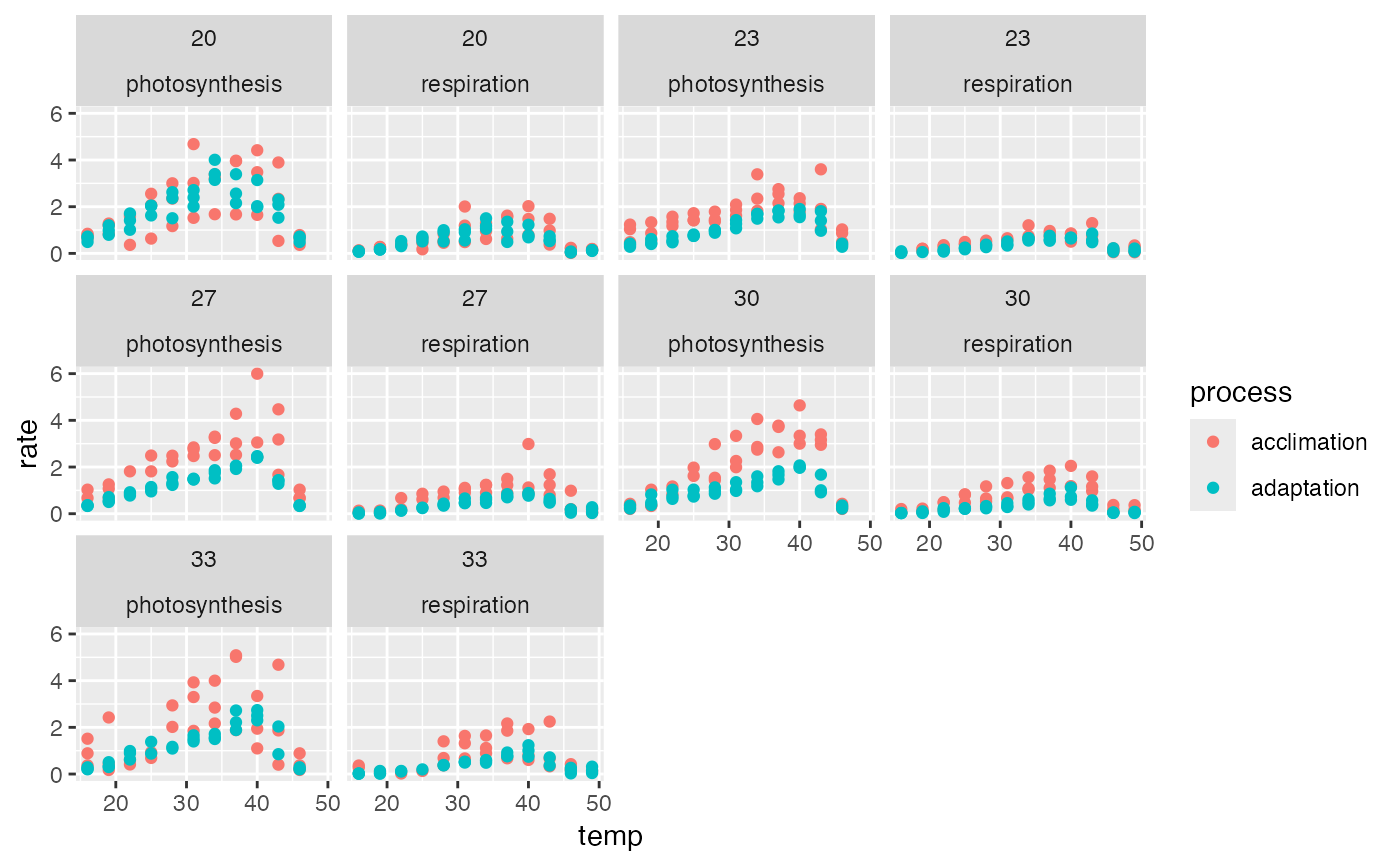 20 20 23 23
photosynthesis respiration photosynthesis respiration
6
4
2
0
27 27 30 30
photosynthesis respiration photosynthesis respiration
6
4
2
0
20 30 40 50 20 30 40 50
33 33
photosynthesis respiration
6
4
2
0
20 30 40 50 20 30 40 50
temp
rate
process
acclimation
adaptation